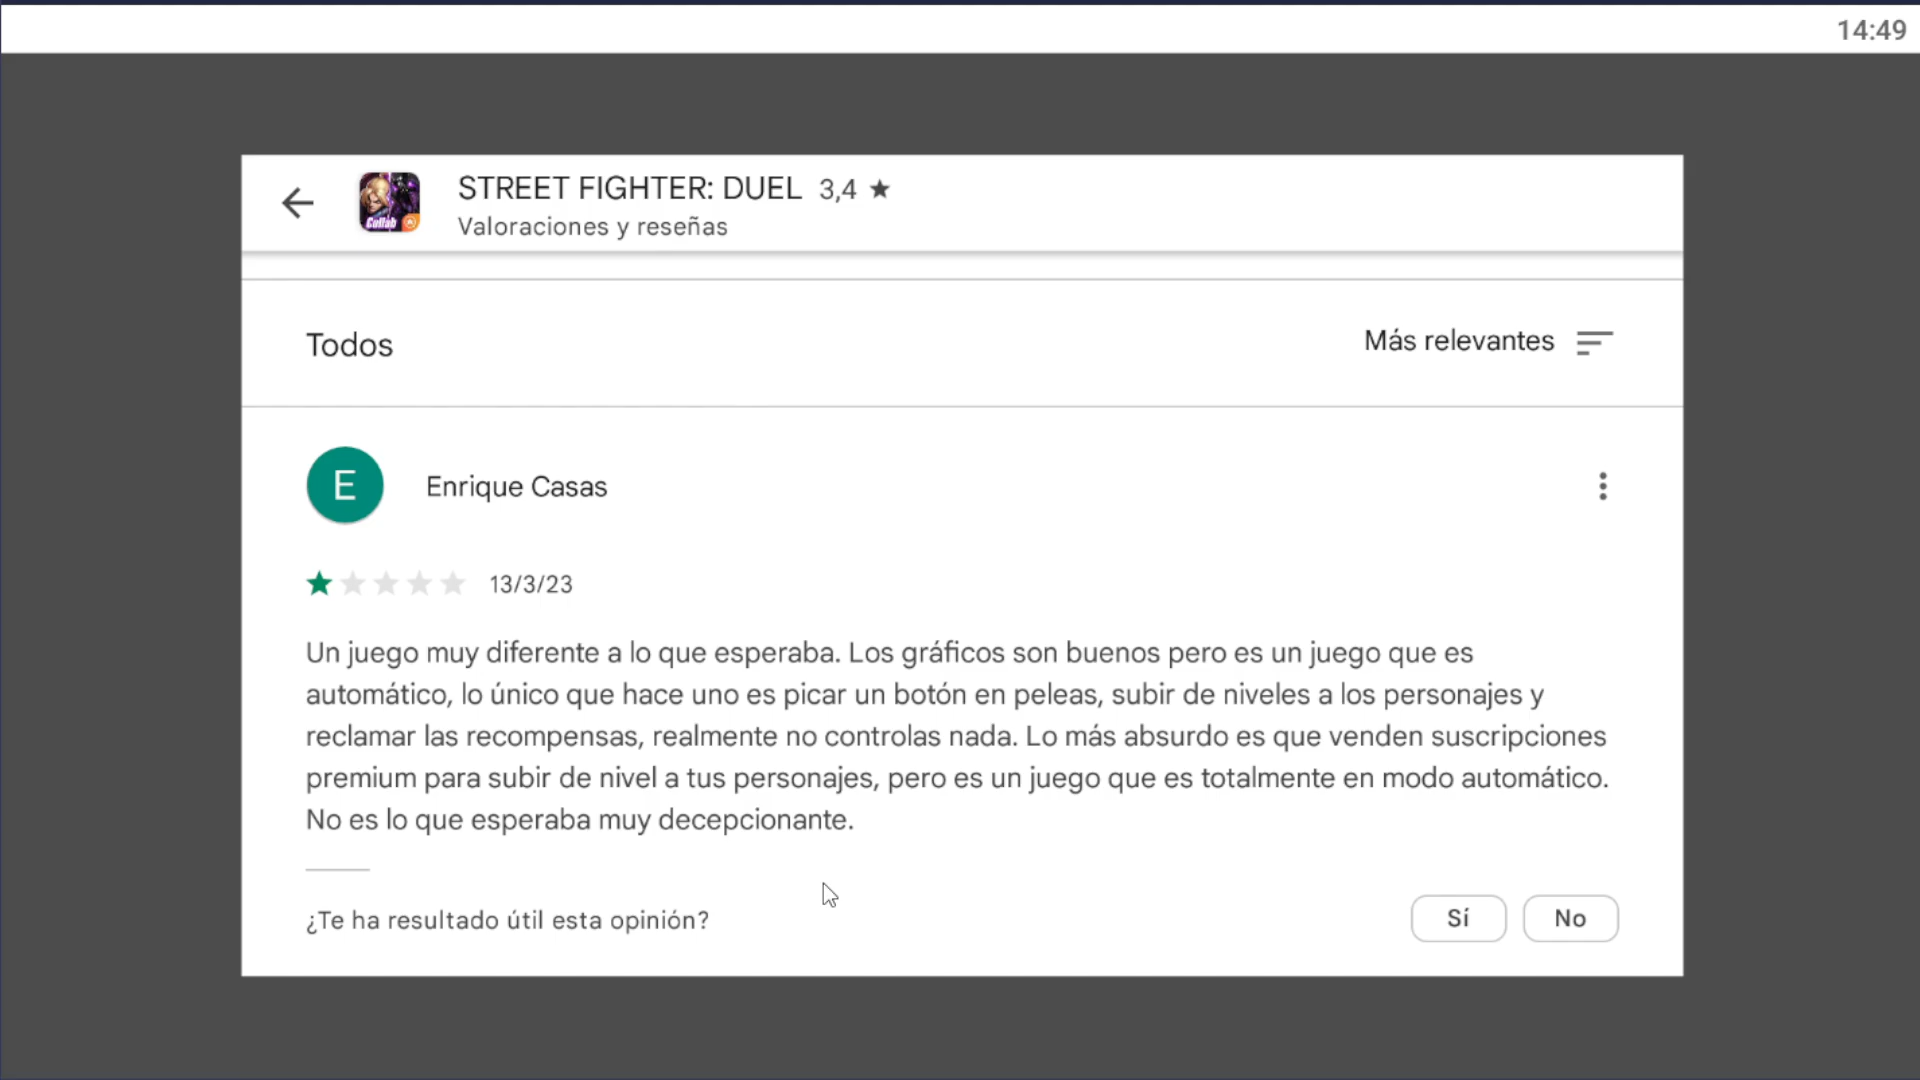 14:49
STREET FIGHTER: DUEL 3,4 ★
Valoraciones y reseñas
Collab
Todos
Más relevantes
E
Enrique Casas
13/3/23
Un juego muy diferente a lo que esperaba. Los gráficos son buenos pero es un juego que es
automático, lo único que hace uno es picar un botón en peleas, subir de niveles a los personajes y
reclamar las recompensas, realmente no controlas nada. Lo más absurdo es que venden suscripciones
premium para subir de nivel a tus personajes, pero es un juego que es totalmente en modo automático.
No es lo que esperaba muy decepcionante.
¿Te ha resultado útil esta opinión?
Sí
No